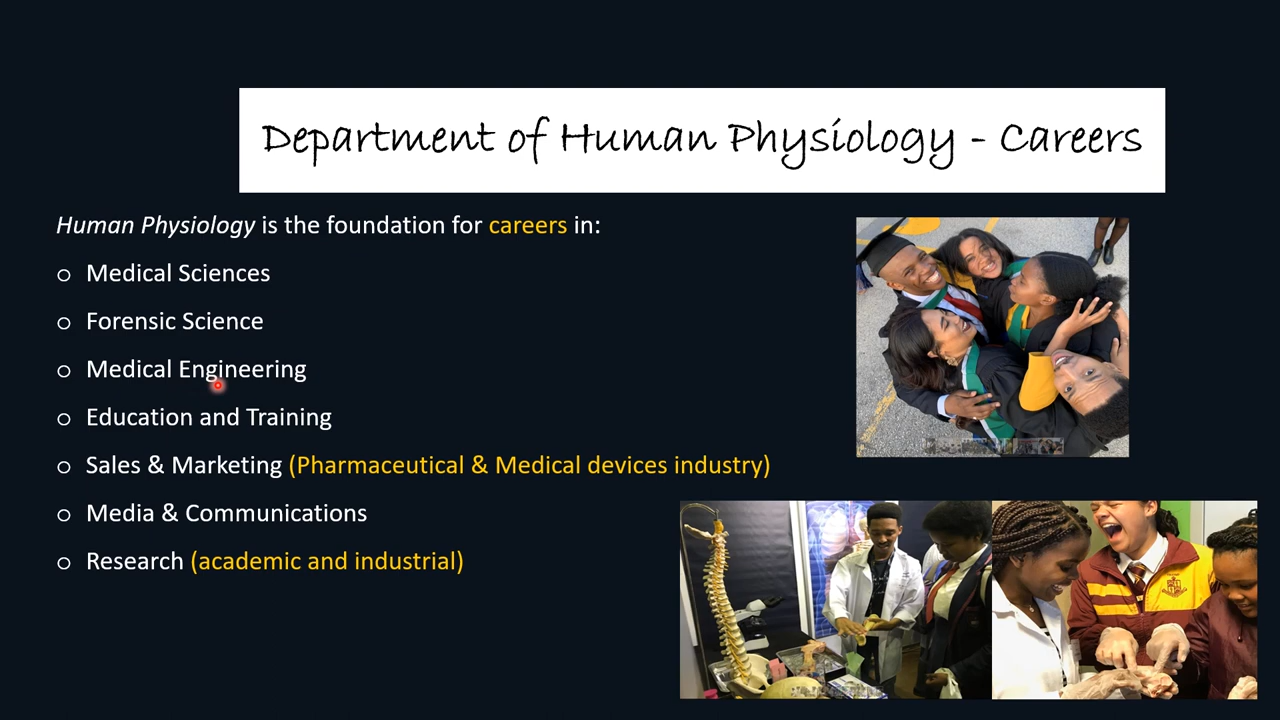 Department of Human Physiology - Careers
Human Physiology is the foundation for careers in:
o Medical Sciences
o Forensic Science
o Medical Engineering
o Education and Training
o Sales & Marketing (Pharmaceutical & Medical devices industry)
o Media & Communications
o Research (academic and industrial)